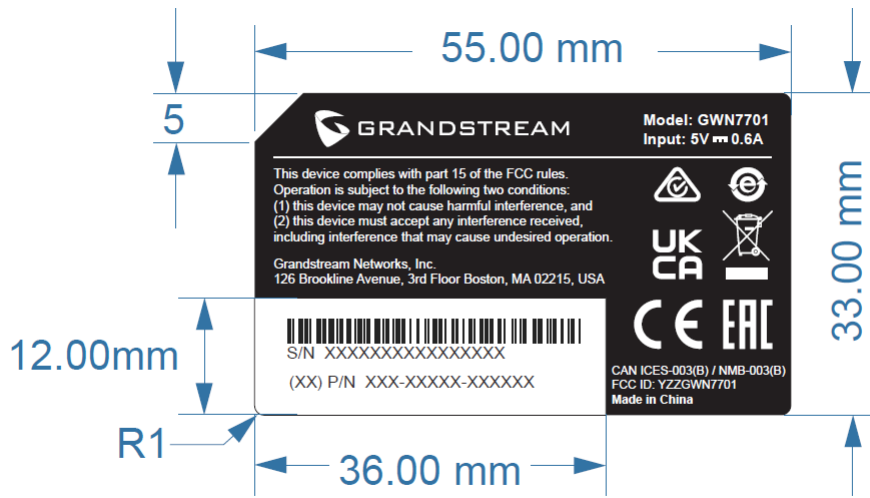 55.00 mm
5
GRANDSTREAM
Model: GWN7701
Input: 5V ⎓ 0.6A
This device complies with part 15 of the FCC rules.
Operation is subject to the following two conditions:
(1) this device may not cause harmful interference, and
(2) this device must accept any interference received,
including interference that may cause undesired operation.
Grandstream Networks, Inc.
126 Brookline Avenue, 3rd Floor Boston, MA 02215, USA
e
UK
CA
CE EAC
33.00 mm
12.00mm
S/N XXXXXXXXXXXXXXXX
(XX) P/N XXX-XXXXX-XXXXXX
CAN ICES-003(B) / NMB-003(B)
FCC ID: YZZGWN7701
Made in China
R1
36.00 mm